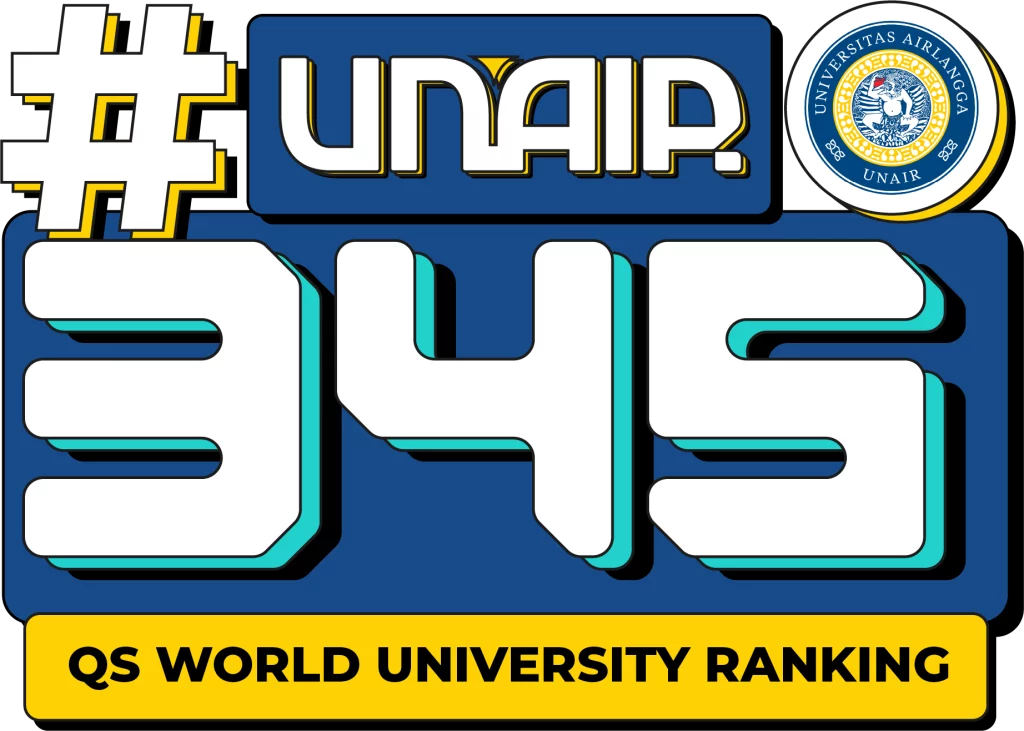 #UNAIR
UNIVERSITAS AIRLANGGA
UNAIR
345
QS WORLD UNIVERSITY RANKING